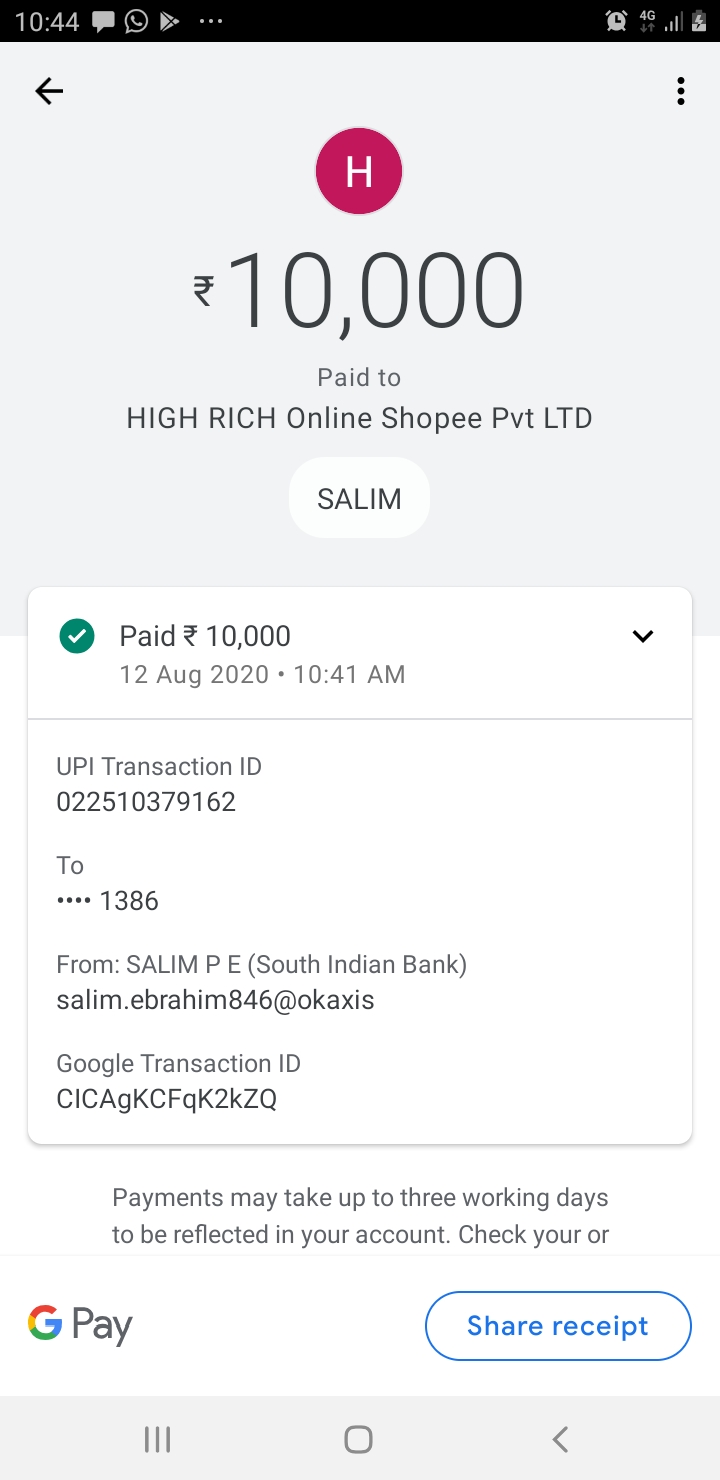 10:44
4G
H
₹10,000
Paid to
HIGH RICH Online Shopee Pvt LTD
SALIM
Paid ₹ 10,000
12 Aug 2020 • 10:41 AM
UPI Transaction ID
022510379162
To
•••• 1386
From: SALIM P E (South Indian Bank)
salim.ebrahim846@okaxis
Google Transaction ID
CICAgKCFqK2kZQ
Payments may take up to three working days
to be reflected in your account. Check your or
G Pay
Share receipt